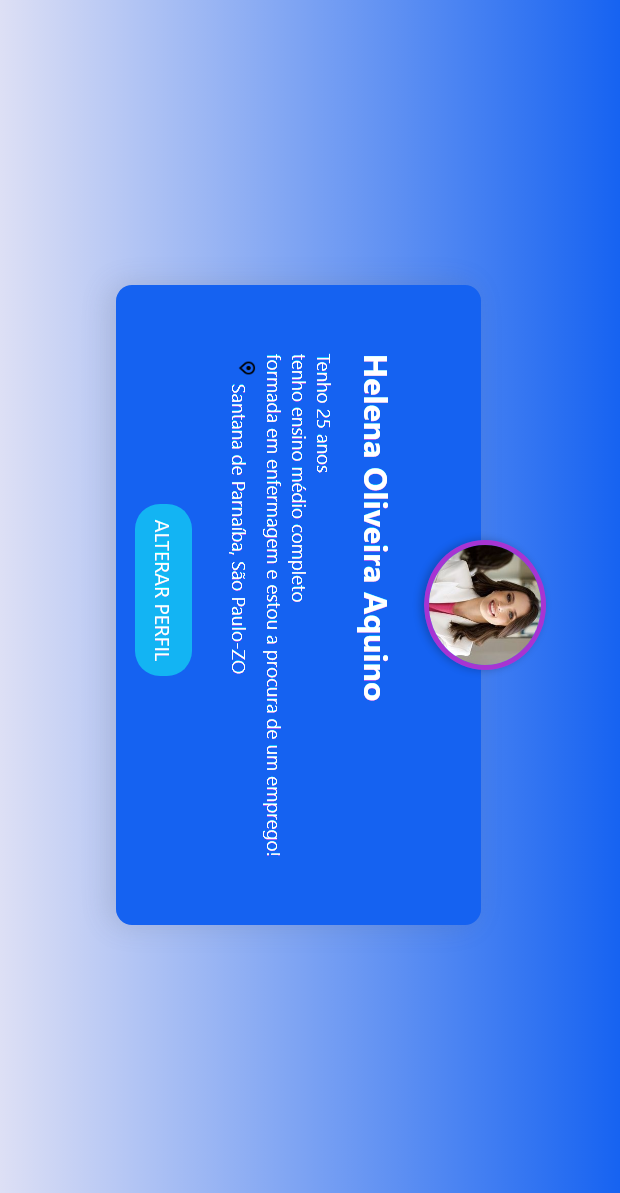 Helena Oliveira Aquino
Tenho 25 anos
tenho ensino médio completo
formada em enfermagem e estou a procura de um emprego!
Santana de Parnaíba, São Paulo-ZO
ALTERAR PERFIL